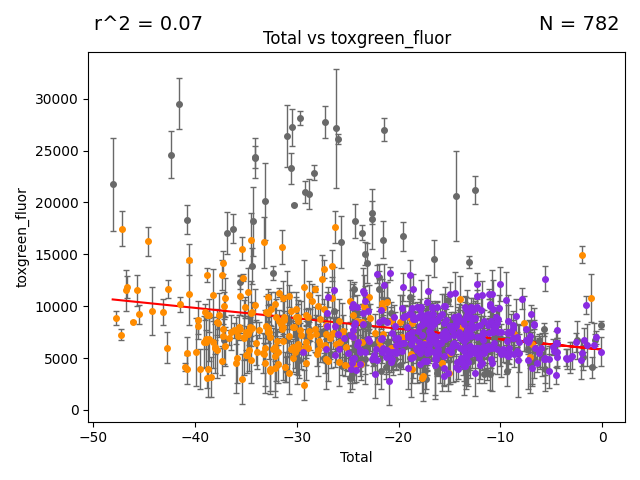 r^2 = 0.07
N = 782
Total vs toxgreen_fluor
30000
25000
20000
15000
10000
5000
0
toxgreen_fluor
−50
−40
−30
−20
−10
0
Total